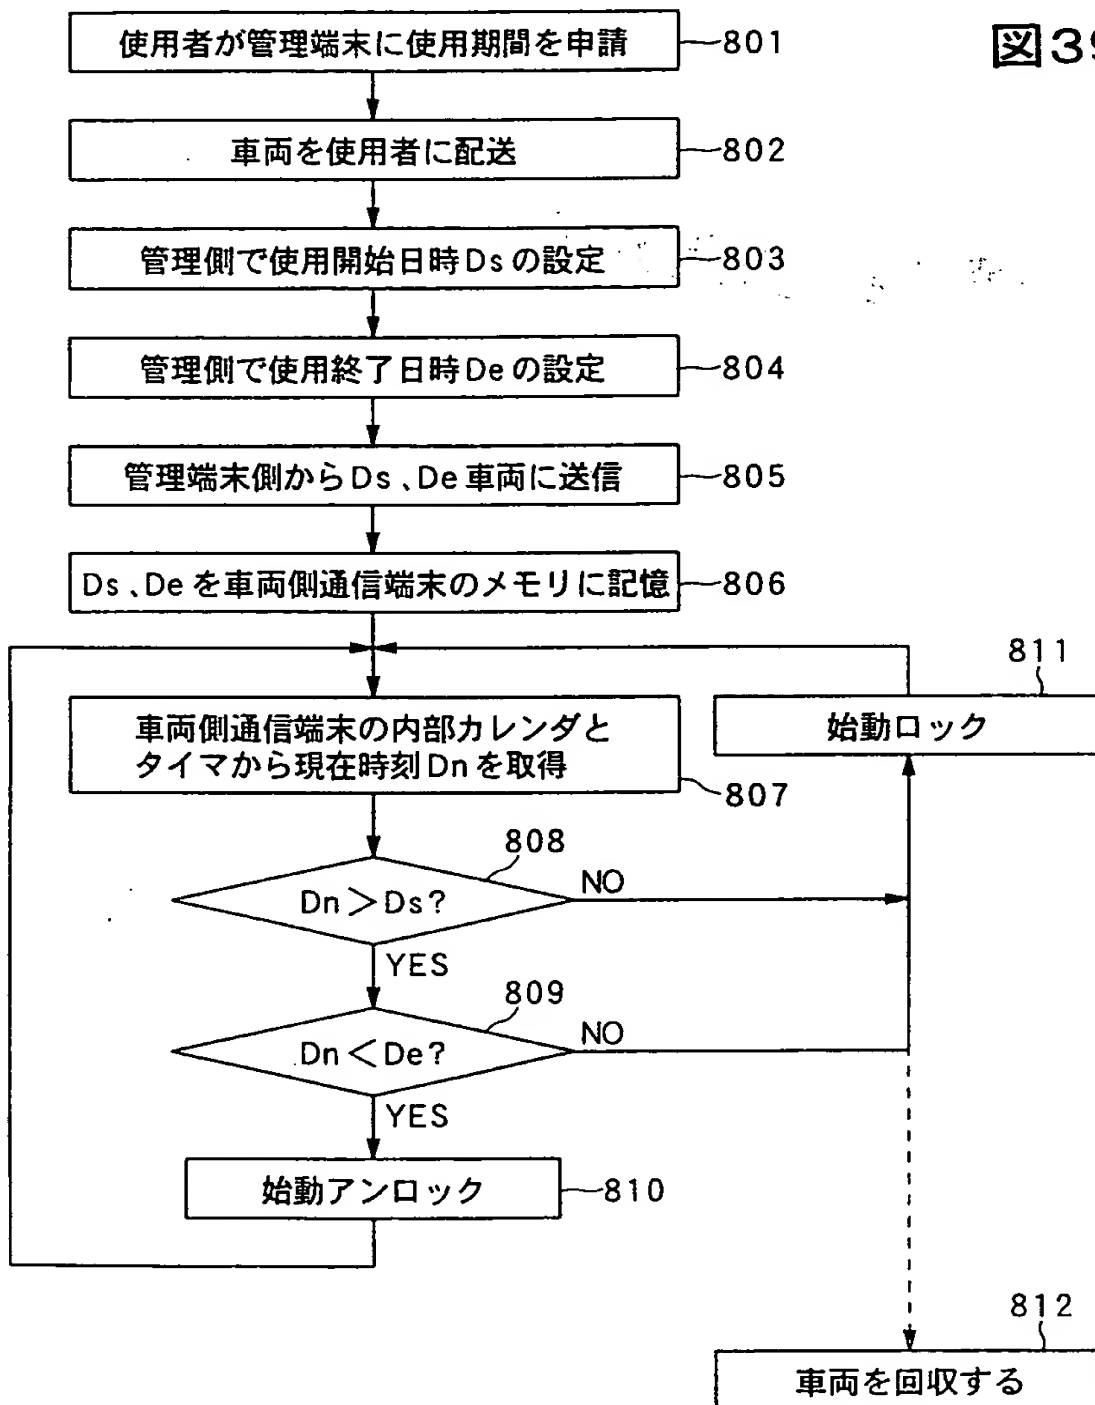 図39
使用者が管理端末に使用期間を申請
801
車両を使用者に配送
802
管理側で使用開始日時Dsの設定
803
管理側で使用終了日時Deの設定
804
管理端末側からDs、De車両に送信
805
Ds、Deを車両側通信端末のメモリに記憶
806
811
始動ロック
車両側通信端末の内部カレンダと
タイマから現在時刻Dnを取得
807
808
Dn＞Ds?
NO
YES
809
Dn＜De?
NO
YES
始動アンロック
810
812
車両を回収する